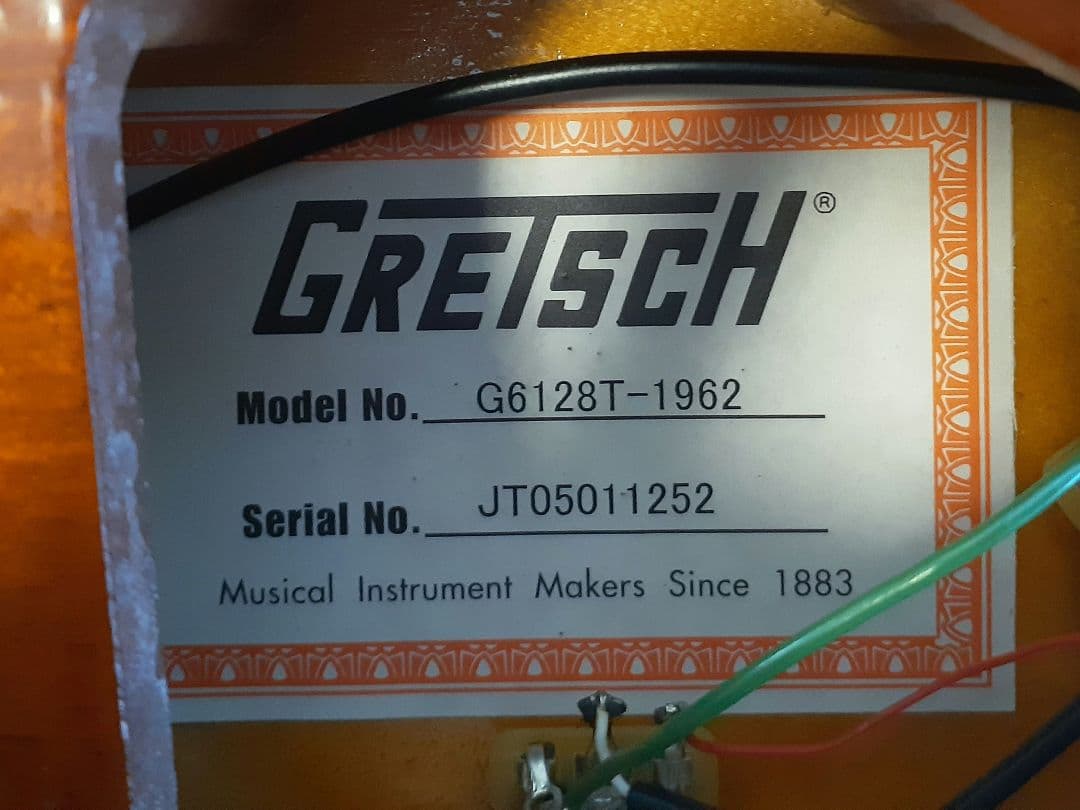 GRETSCH®
Model No. G6128T-1962
Serial No. JT05011252
Musical Instrument Makers Since 1883